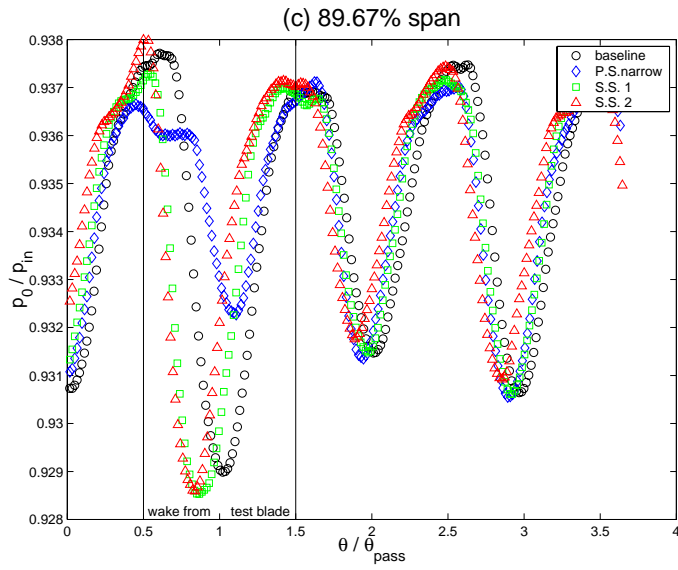 (c) 89.67% span
0.938
0.937
0.936
0.935
0.934
0.933
0.932
0.931
0.93
0.929
0.928
p0 / pin
baseline
P.S.narrow
S.S. 1
S.S. 2
wake from test blade
0 0.5 1 1.5 2 2.5 3 3.5 4
θ / θpass